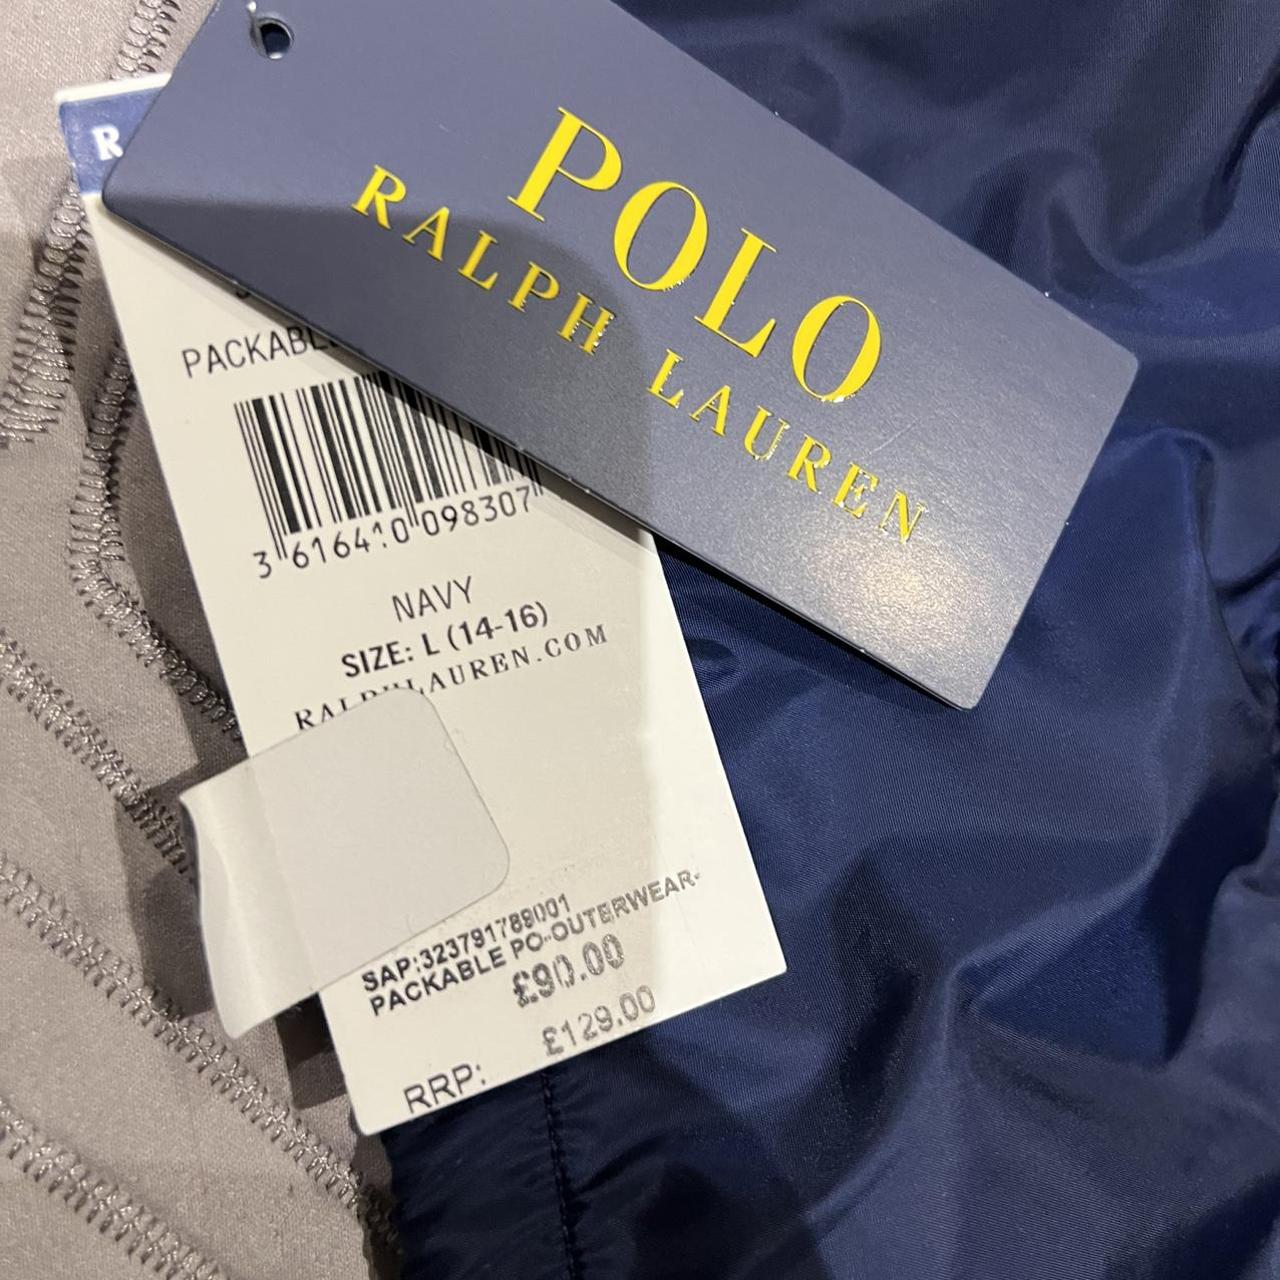 POLO
RALPH LAUREN
R
PACKABL
3 616410 098307
NAVY
SIZE: L (14-16)
RALPHLAUREN.COM
SAP:323791789001
PACKABLE PO-OUTERWEAR-
£90.00
£129.00
RRP: